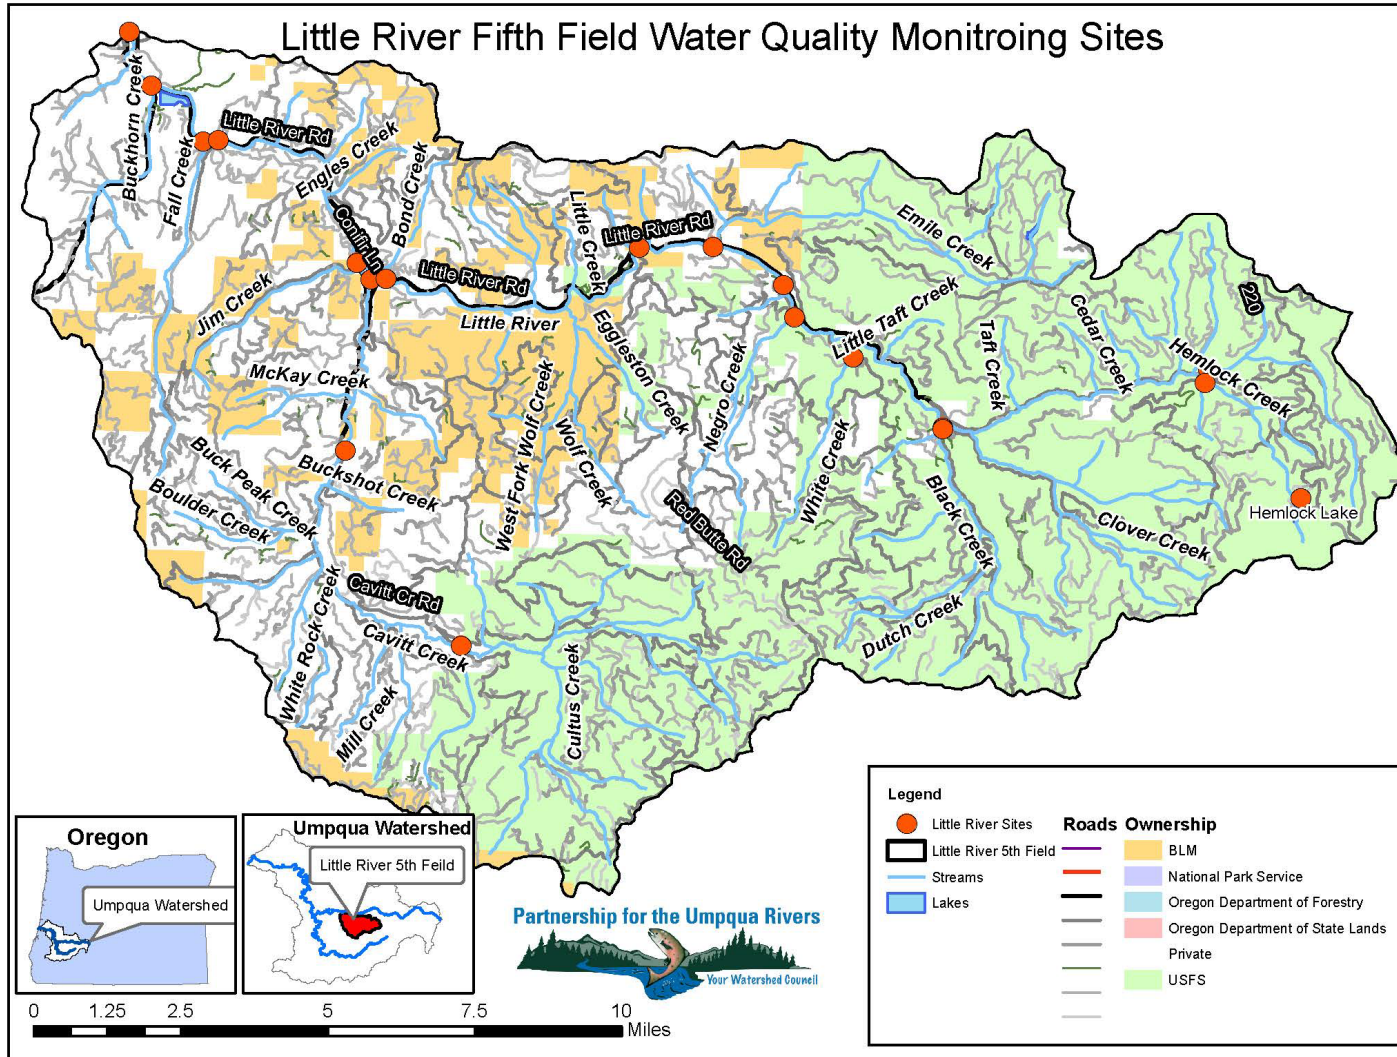 Little River Fifth Field Water Quality Monitroing Sites
Buckhorn Creek
Fall Creek
Little River Rd
Engles Creek
Bond Creek
Conifir Ln
Jim Creek
Little River Rd
Little River
Little Creek
Little River Rd
Emile Creek
Eggleston Creek
Little Taft Creek
Taft Creek
Cedar Creek
220
Hemlock Creek
McKay Creek
Negro Creek
West Fork Wolf Creek
Wolf Creek
White Creek
Buck Peak Creek
Buckshot Creek
Boulder Creek
Red Butte Rd
Black Creek
Clover Creek
Hemlock Lake
Cavitt Cr Rd
White Rock Creek
Cavitt Creek
Dutch Creek
Cultus Creek
Mill Creek
Oregon
Umpqua Watershed
Umpqua Watershed
Little River 5th Feild
Partnership for the Umpqua Rivers
Your Watershed Council
0 1.25 2.5 5 7.5 10
Miles
Legend
Little River Sites
Little River 5th Field
Streams
Lakes
Roads
Ownership
BLM
National Park Service
Oregon Department of Forestry
Oregon Department of State Lands
Private
USFS